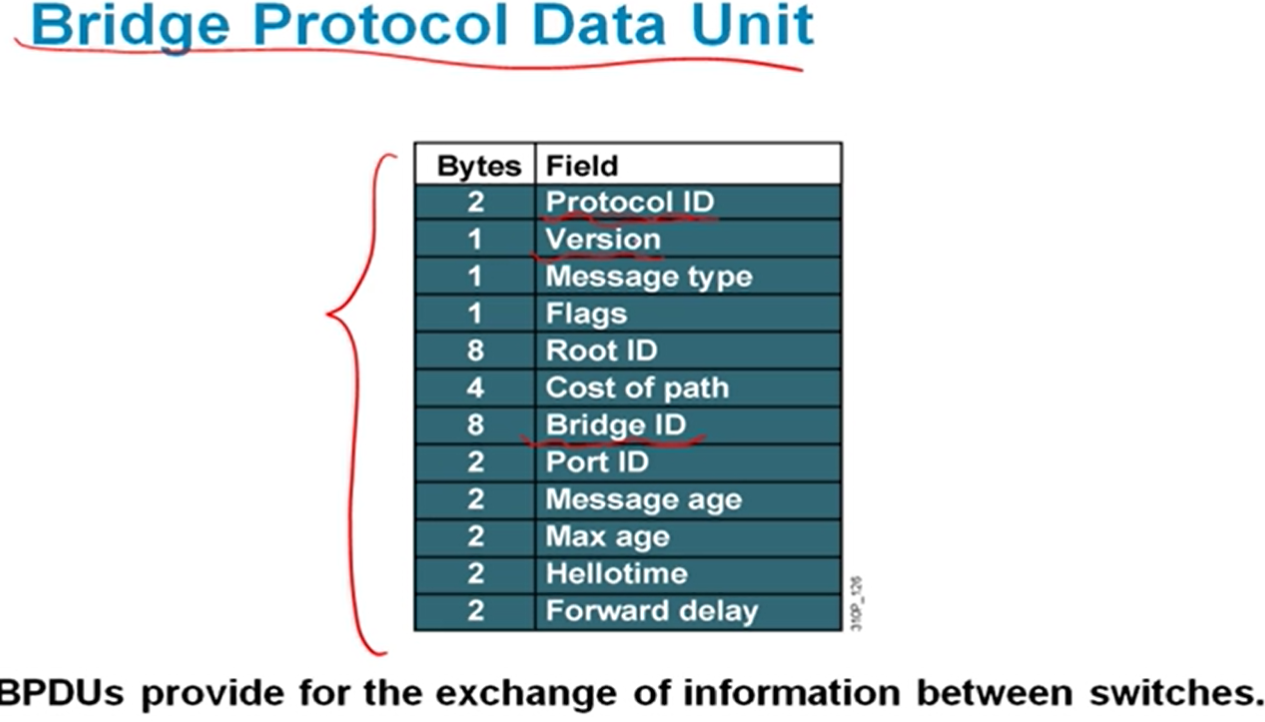 Bridge Protocol Data Unit
Bytes Field
2 Protocol ID
1 Version
1 Message type
1 Flags
8 Root ID
4 Cost of path
8 Bridge ID
2 Port ID
2 Message age
2 Max age
2 Hellotime
2 Forward delay
310P_126
BPDUs provide for the exchange of information between switches.